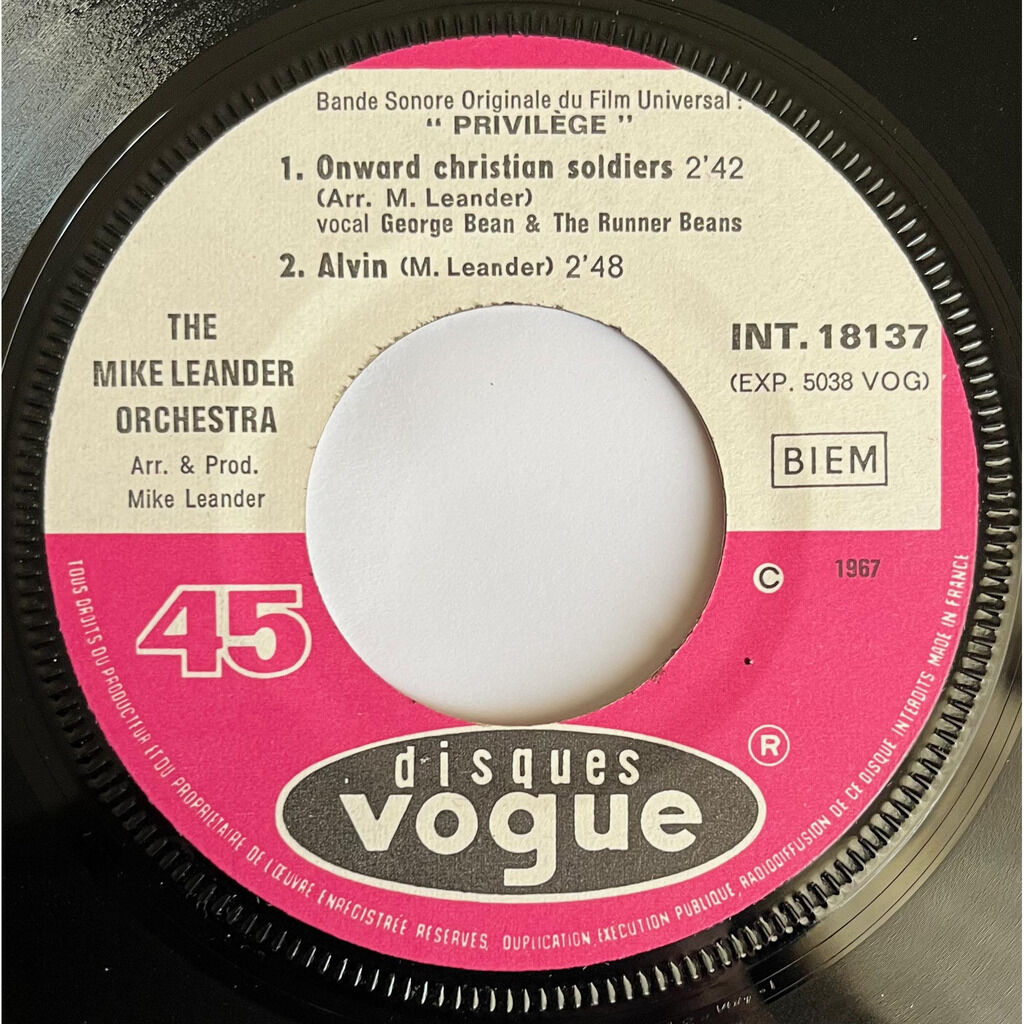 Bande Sonore Originale du Film Universal :
“ PRIVILÈGE ”
1. Onward christian soldiers 2'42
(Arr. M. Leander)
vocal George Bean & The Runner Beans
2. Alvin (M. Leander) 2'48
THE
MIKE LEANDER
ORCHESTRA
Arr. & Prod.
Mike Leander
INT. 18137
(EXP. 5038 VOG)
BIEM
45
© 1967
disques
vogue
®
TOUS DROITS DU PRODUCTEUR ET DU PROPRIETAIRE DE L'ŒUVRE ENREGISTRÉE RESERVES. DUPLICATION, EXECUTION PUBLIQUE, RADIODIFFUSION DE CE DISQUE INTERDITS MADE IN FRANCE